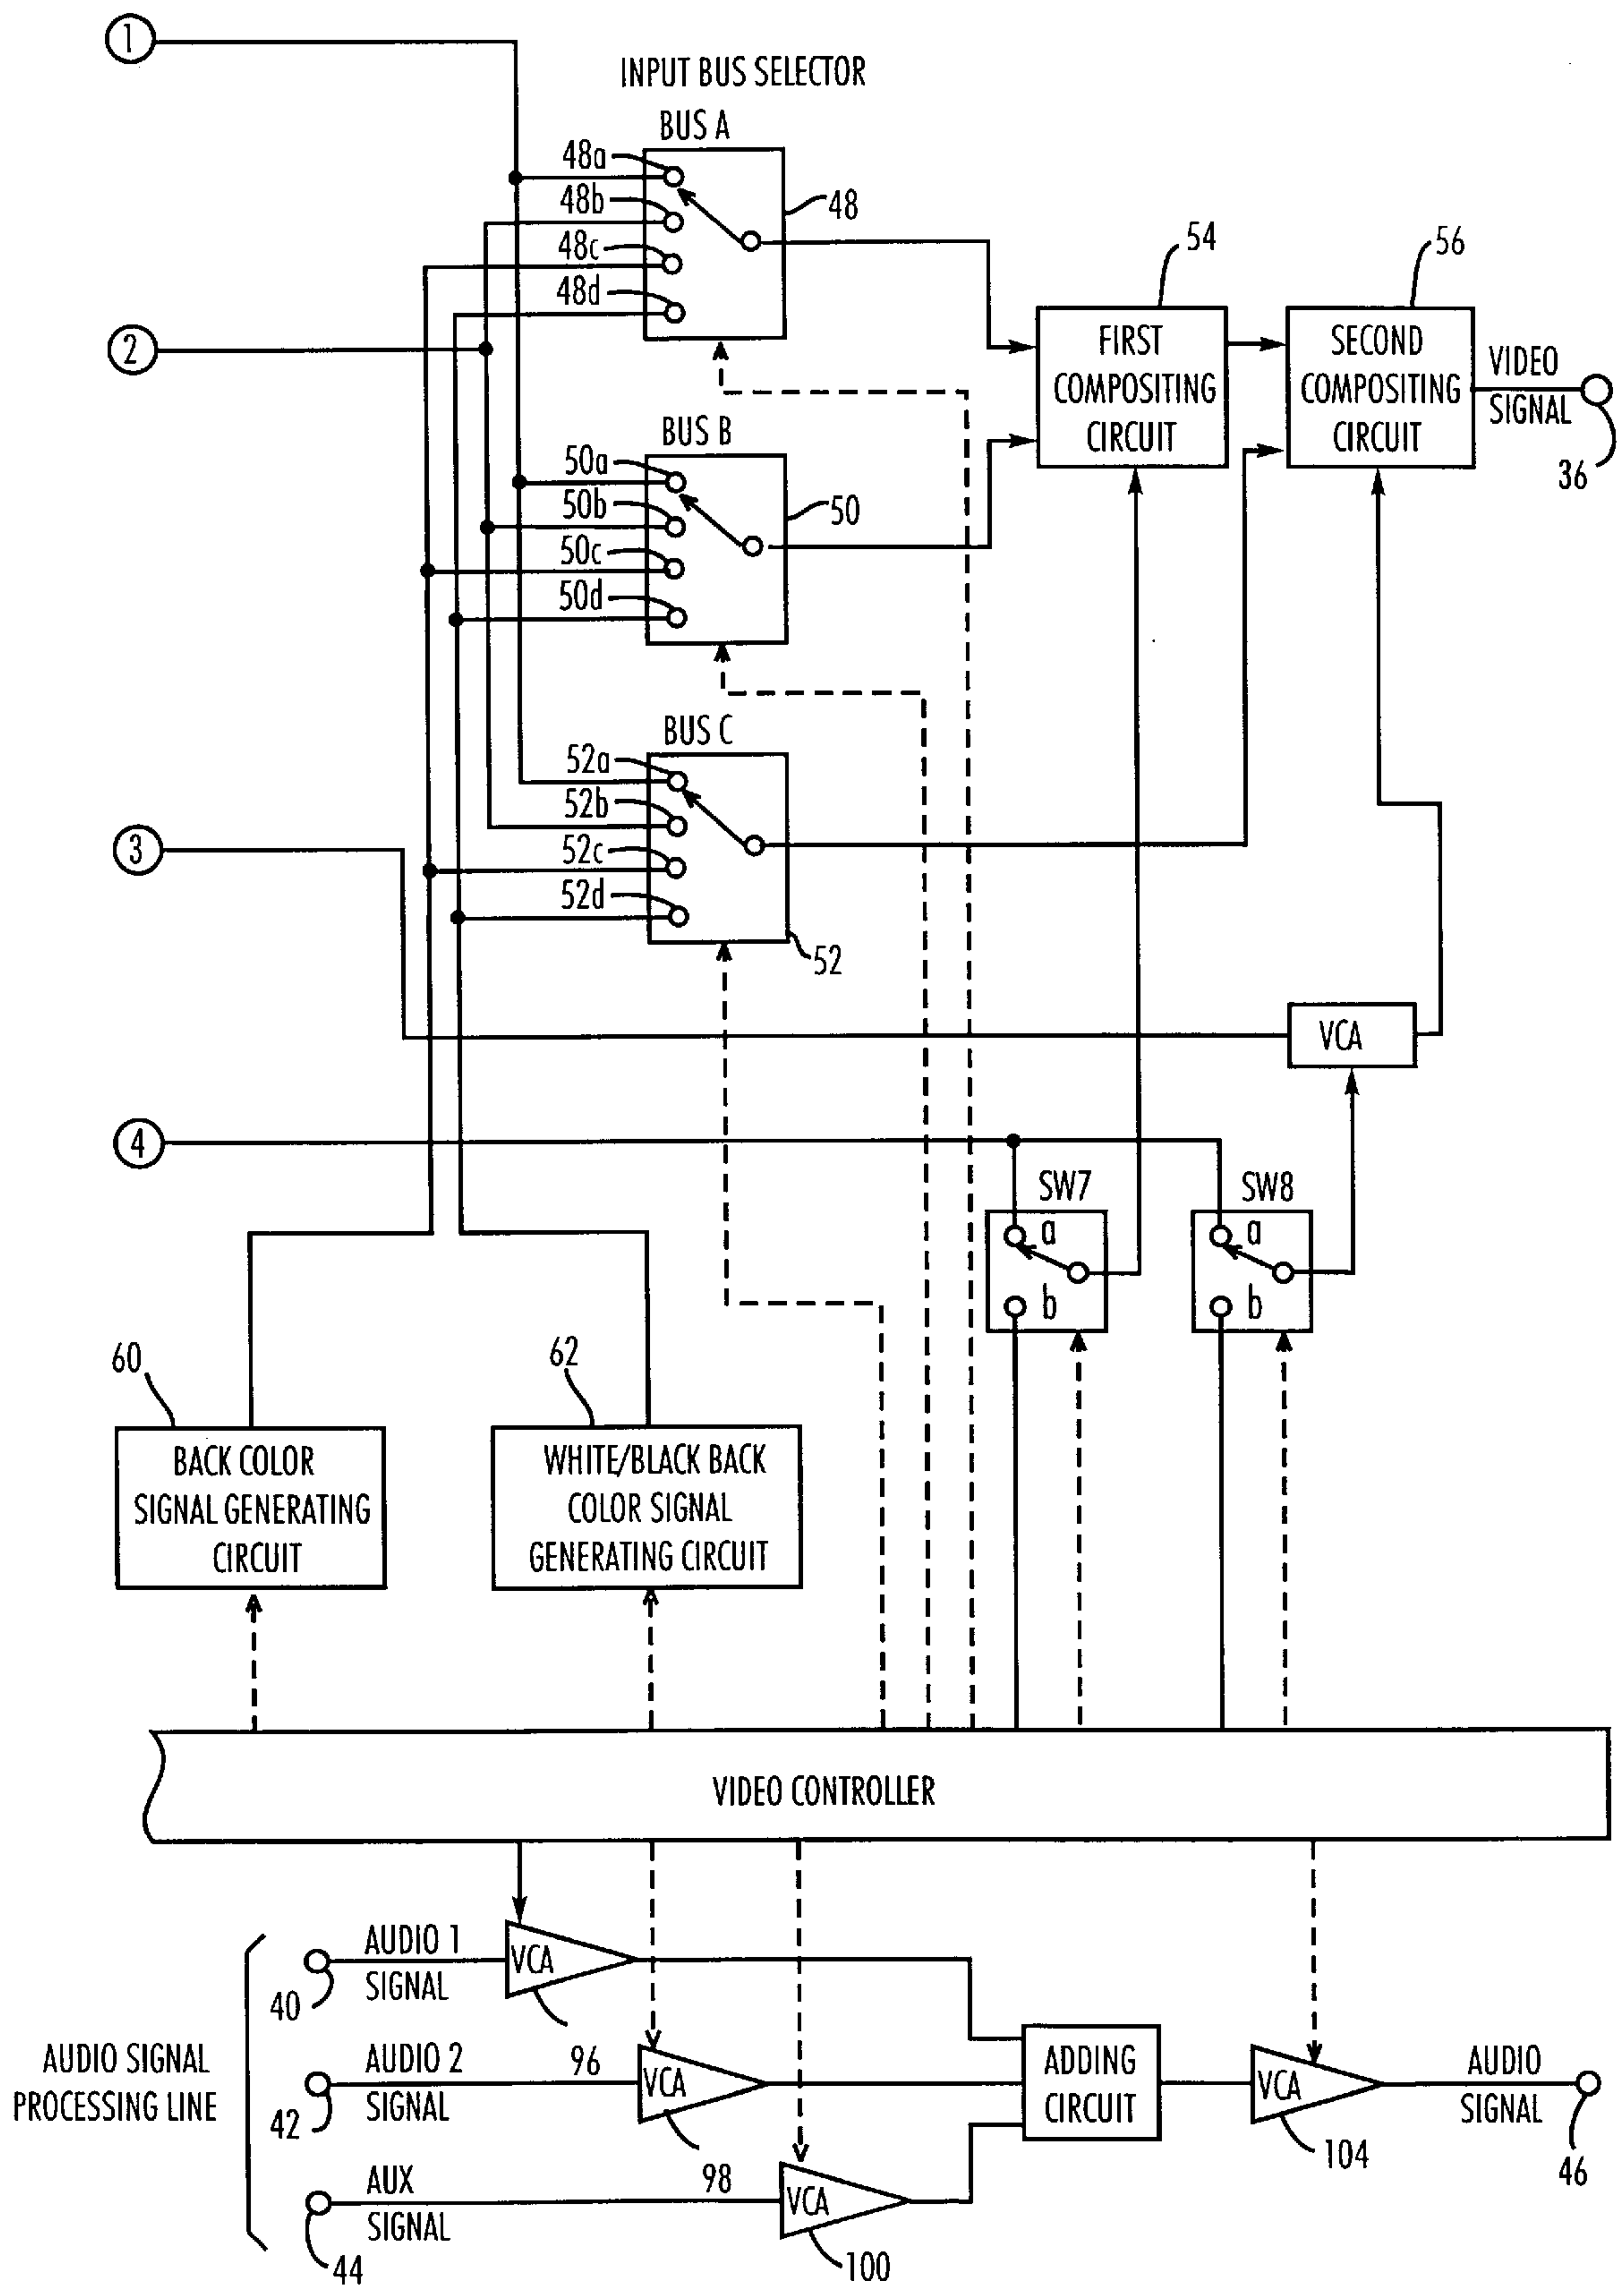 1
INPUT BUS SELECTOR
BUS A
48a
48b
48c
48d
48
2
54
56
FIRST
COMPOSITING
CIRCUIT
SECOND
COMPOSITING
CIRCUIT
VIDEO
SIGNAL
36
BUS B
50a
50b
50c
50d
50
BUS C
52a
52b
52c
52d
52
3
VCA
4
SW7
a
b
SW8
a
b
60
62
BACK COLOR
SIGNAL GENERATING
CIRCUIT
WHITE/BLACK BACK
COLOR SIGNAL
GENERATING CIRCUIT
VIDEO CONTROLLER
AUDIO SIGNAL
PROCESSING LINE
40
AUDIO 1
SIGNAL
VCA
96
42
AUDIO 2
SIGNAL
VCA
98
44
AUX
SIGNAL
VCA
100
ADDING
CIRCUIT
VCA
104
AUDIO
SIGNAL
46